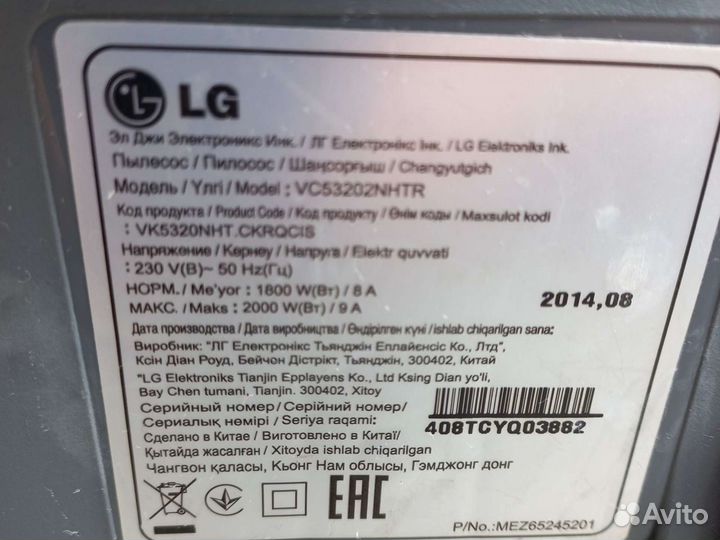 LG
Эл Джи Электроникс Инк. / ЛГ Електронікс Інк. / LG Elektroniks Ink.
Пылесос / Пилосос / Шаңсорғыш / Changyutgich
Модель / Үлгі / Model : VC53202NHTR
Код продукта / Product Code / Код продукту / Өнім коды / Maxsulot kodi
: VK5320NHT.CKRQCIS
Напряжение / Кернеу / Напруга / Elektr quvvati
: 230 V(В)~ 50 Hz(Гц)
НОРМ. / Me'yor : 1800 W(Вт) / 8 A
МАКС. / Maks : 2000 W(Вт) / 9 A
2014,08
Дата производства / Дата виробництва / Өндірілген күні / ishlab chiqarilgan sana:
Виробник: "ЛГ Електронікс Тьянджін Еплайенсіс Ко., Лтд",
Ксін Діан Роуд, Бейчон Дістрікт, Тьянджін, 300402, Китай
"LG Elektroniks Tianjin Epplayens Ko., Ltd Ksing Dian yo'li,
Bay Chen tumani, Tianjin. 300402, Xitoy
Серийный номер / Серійний номер /
Сериалық нөмірі / Seriya raqami:
408TCYQ03882
Сделано в Китае / Виготовлено в Китаї/
Қытайда жасалған / Xitoyda ishlab chiqarilgan
Чангвон қаласы, Кьонг Нам облысы, Гэмджонг донг
EAC
P/No.: MEZ65245201
Avito